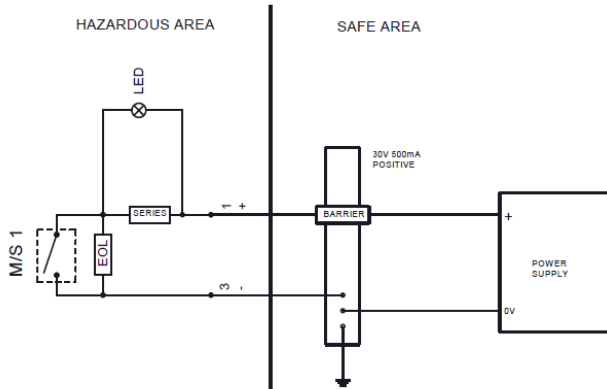 HAZARDOUS AREA
SAFE AREA
LED
30V 500mA
POSITIVE
SERIES
1 +
BARRIER
+
M/S 1
EOL
POWER
SUPPLY
3 -
0V